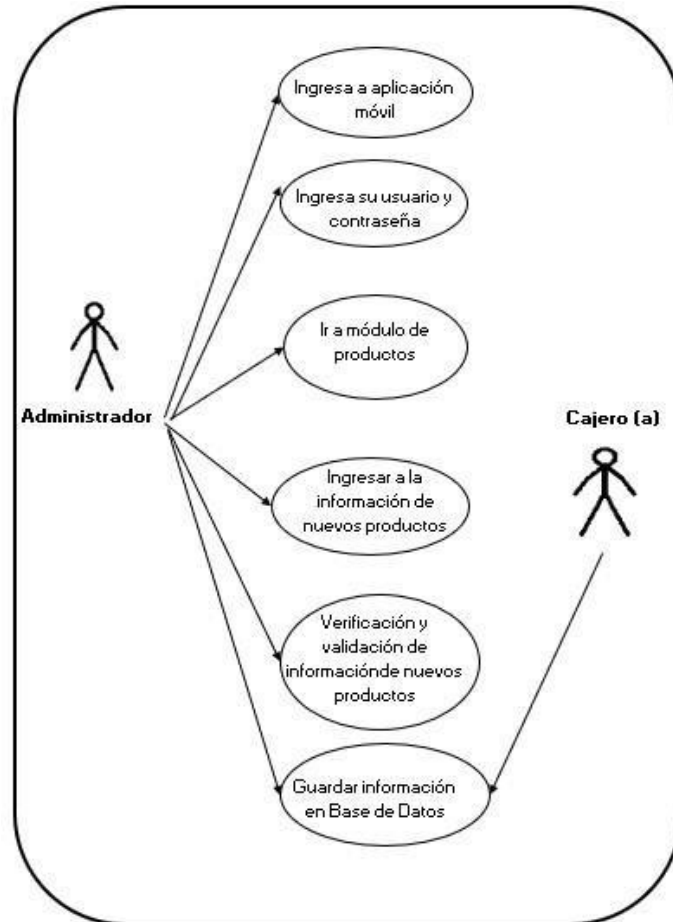 Ingresa a aplicación
móvil
Ingresa su usuario y
contraseña
Ir a módulo de
productos
Administrador
Cajero (a)
Ingresar a la
información de
nuevos productos
Verificación y
validación de
informaciónde nuevos
productos
Guardar información
en Base de Datos